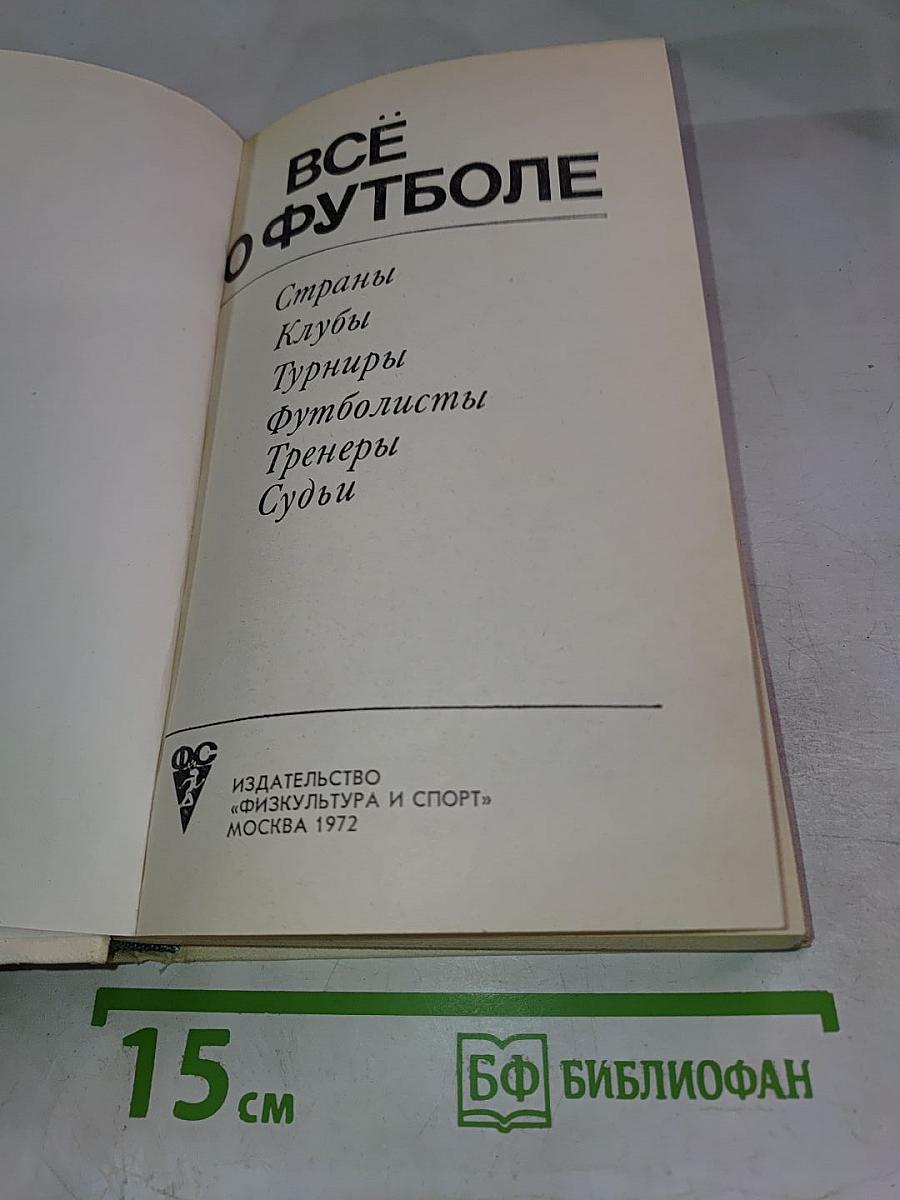 ВСЁ
О ФУТБОЛЕ
Страны
Клубы
Турниры
Футболисты
Тренеры
Судьи
ФиС
ИЗДАТЕЛЬСТВО
«ФИЗКУЛЬТУРА И СПОРТ»
МОСКВА 1972
15 см
БФ БИБЛИОФАН